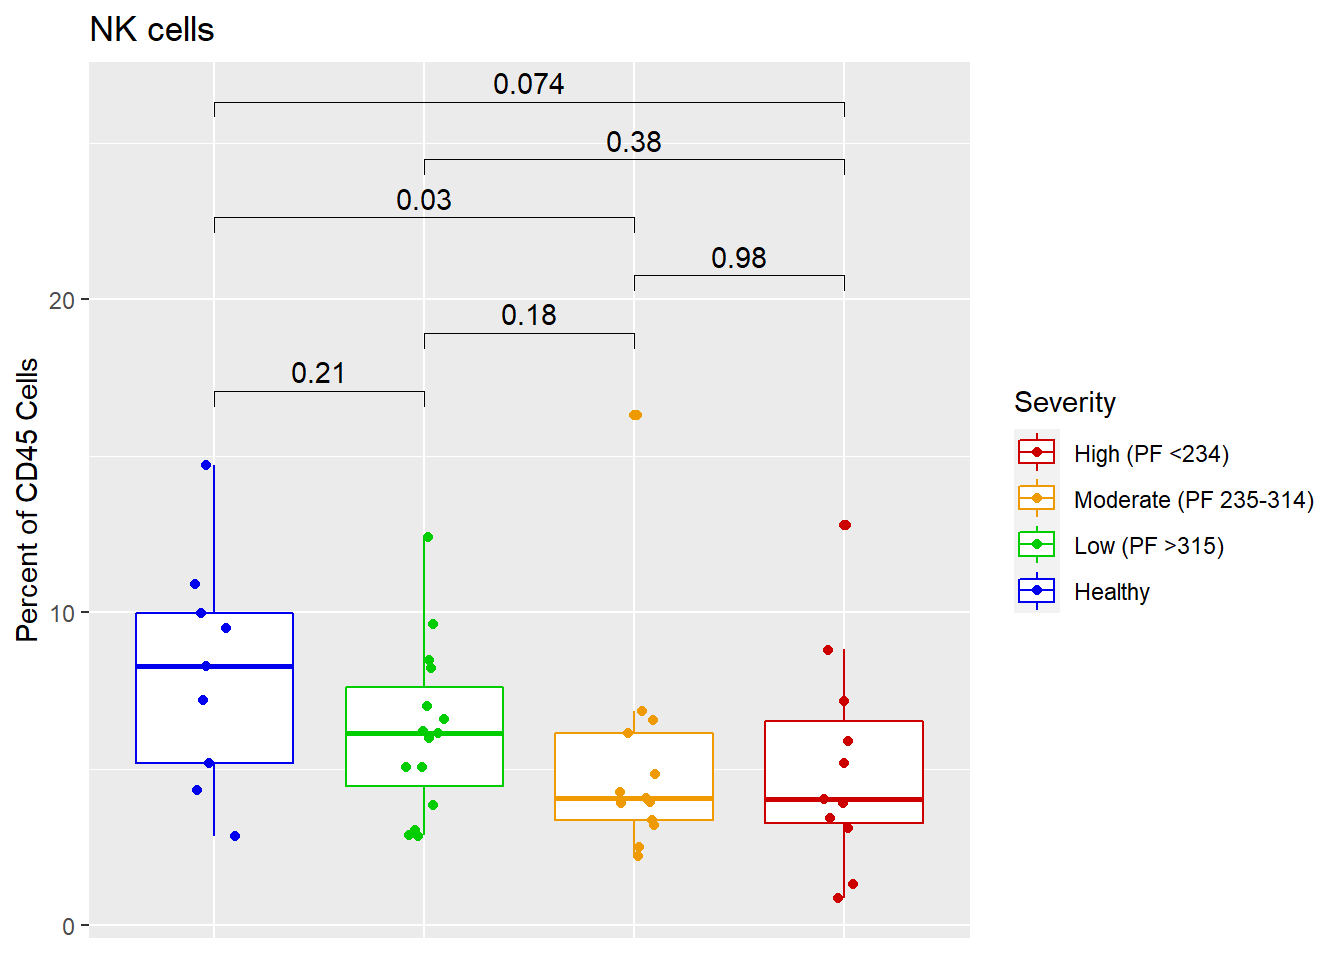 NK cells
0.074
0.38
0.03
0.98
0.18
0.21
20
10
0
Percent of CD45 Cells
Severity
High (PF <234)
Moderate (PF 235-314)
Low (PF >315)
Healthy